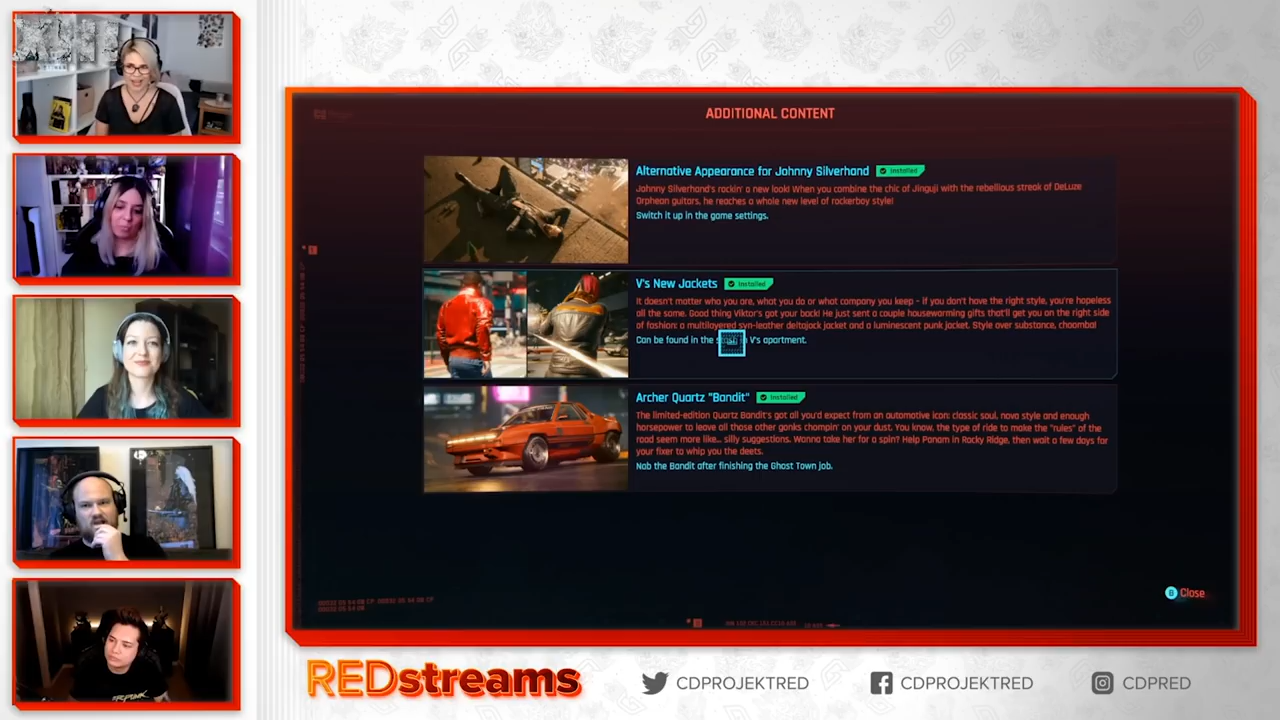 ADDITIONAL CONTENT
Alternative Appearance for Johnny Silverhand
Installed
Johnny Silverhand's rockin' a new look! When you combine the chic of Jinguji with the rebellious streak of DeLuze
Orphean guitars, he reaches a whole new level of rockerboy style!
Switch it up in the game settings.
V's New Jackets
Installed
It doesn't matter who you are, what you do or what company you keep - if you don't have the right style, you're hopeless
all the same. Good thing Viktor's got your back! He just sent a couple housewarming gifts that'll get you on the right side
of fashion: a multilayered syn-leather deltajock jacket and a luminescent punk jacket. Style over substance, choomba!
Can be found in the V's apartment.
Archer Quartz "Bandit"
Installed
The limited-edition Quartz Bandit's got all you'd expect from an automotive icon: classic soul, nova style and enough
horsepower to leave all those other gonks chompin' on your dust. You know, the type of ride to make the "rules" of the
road seem more like... silly suggestions. Wanna take her for a spin? Help Panam in Rocky Ridge, then wait a few days for
your fixer to whip you the deets.
Nab the Bandit after finishing the Ghost Town job.
B Close
REDstreams
CDPROJEKTRED
CDPROJEKTRED
CDPRED